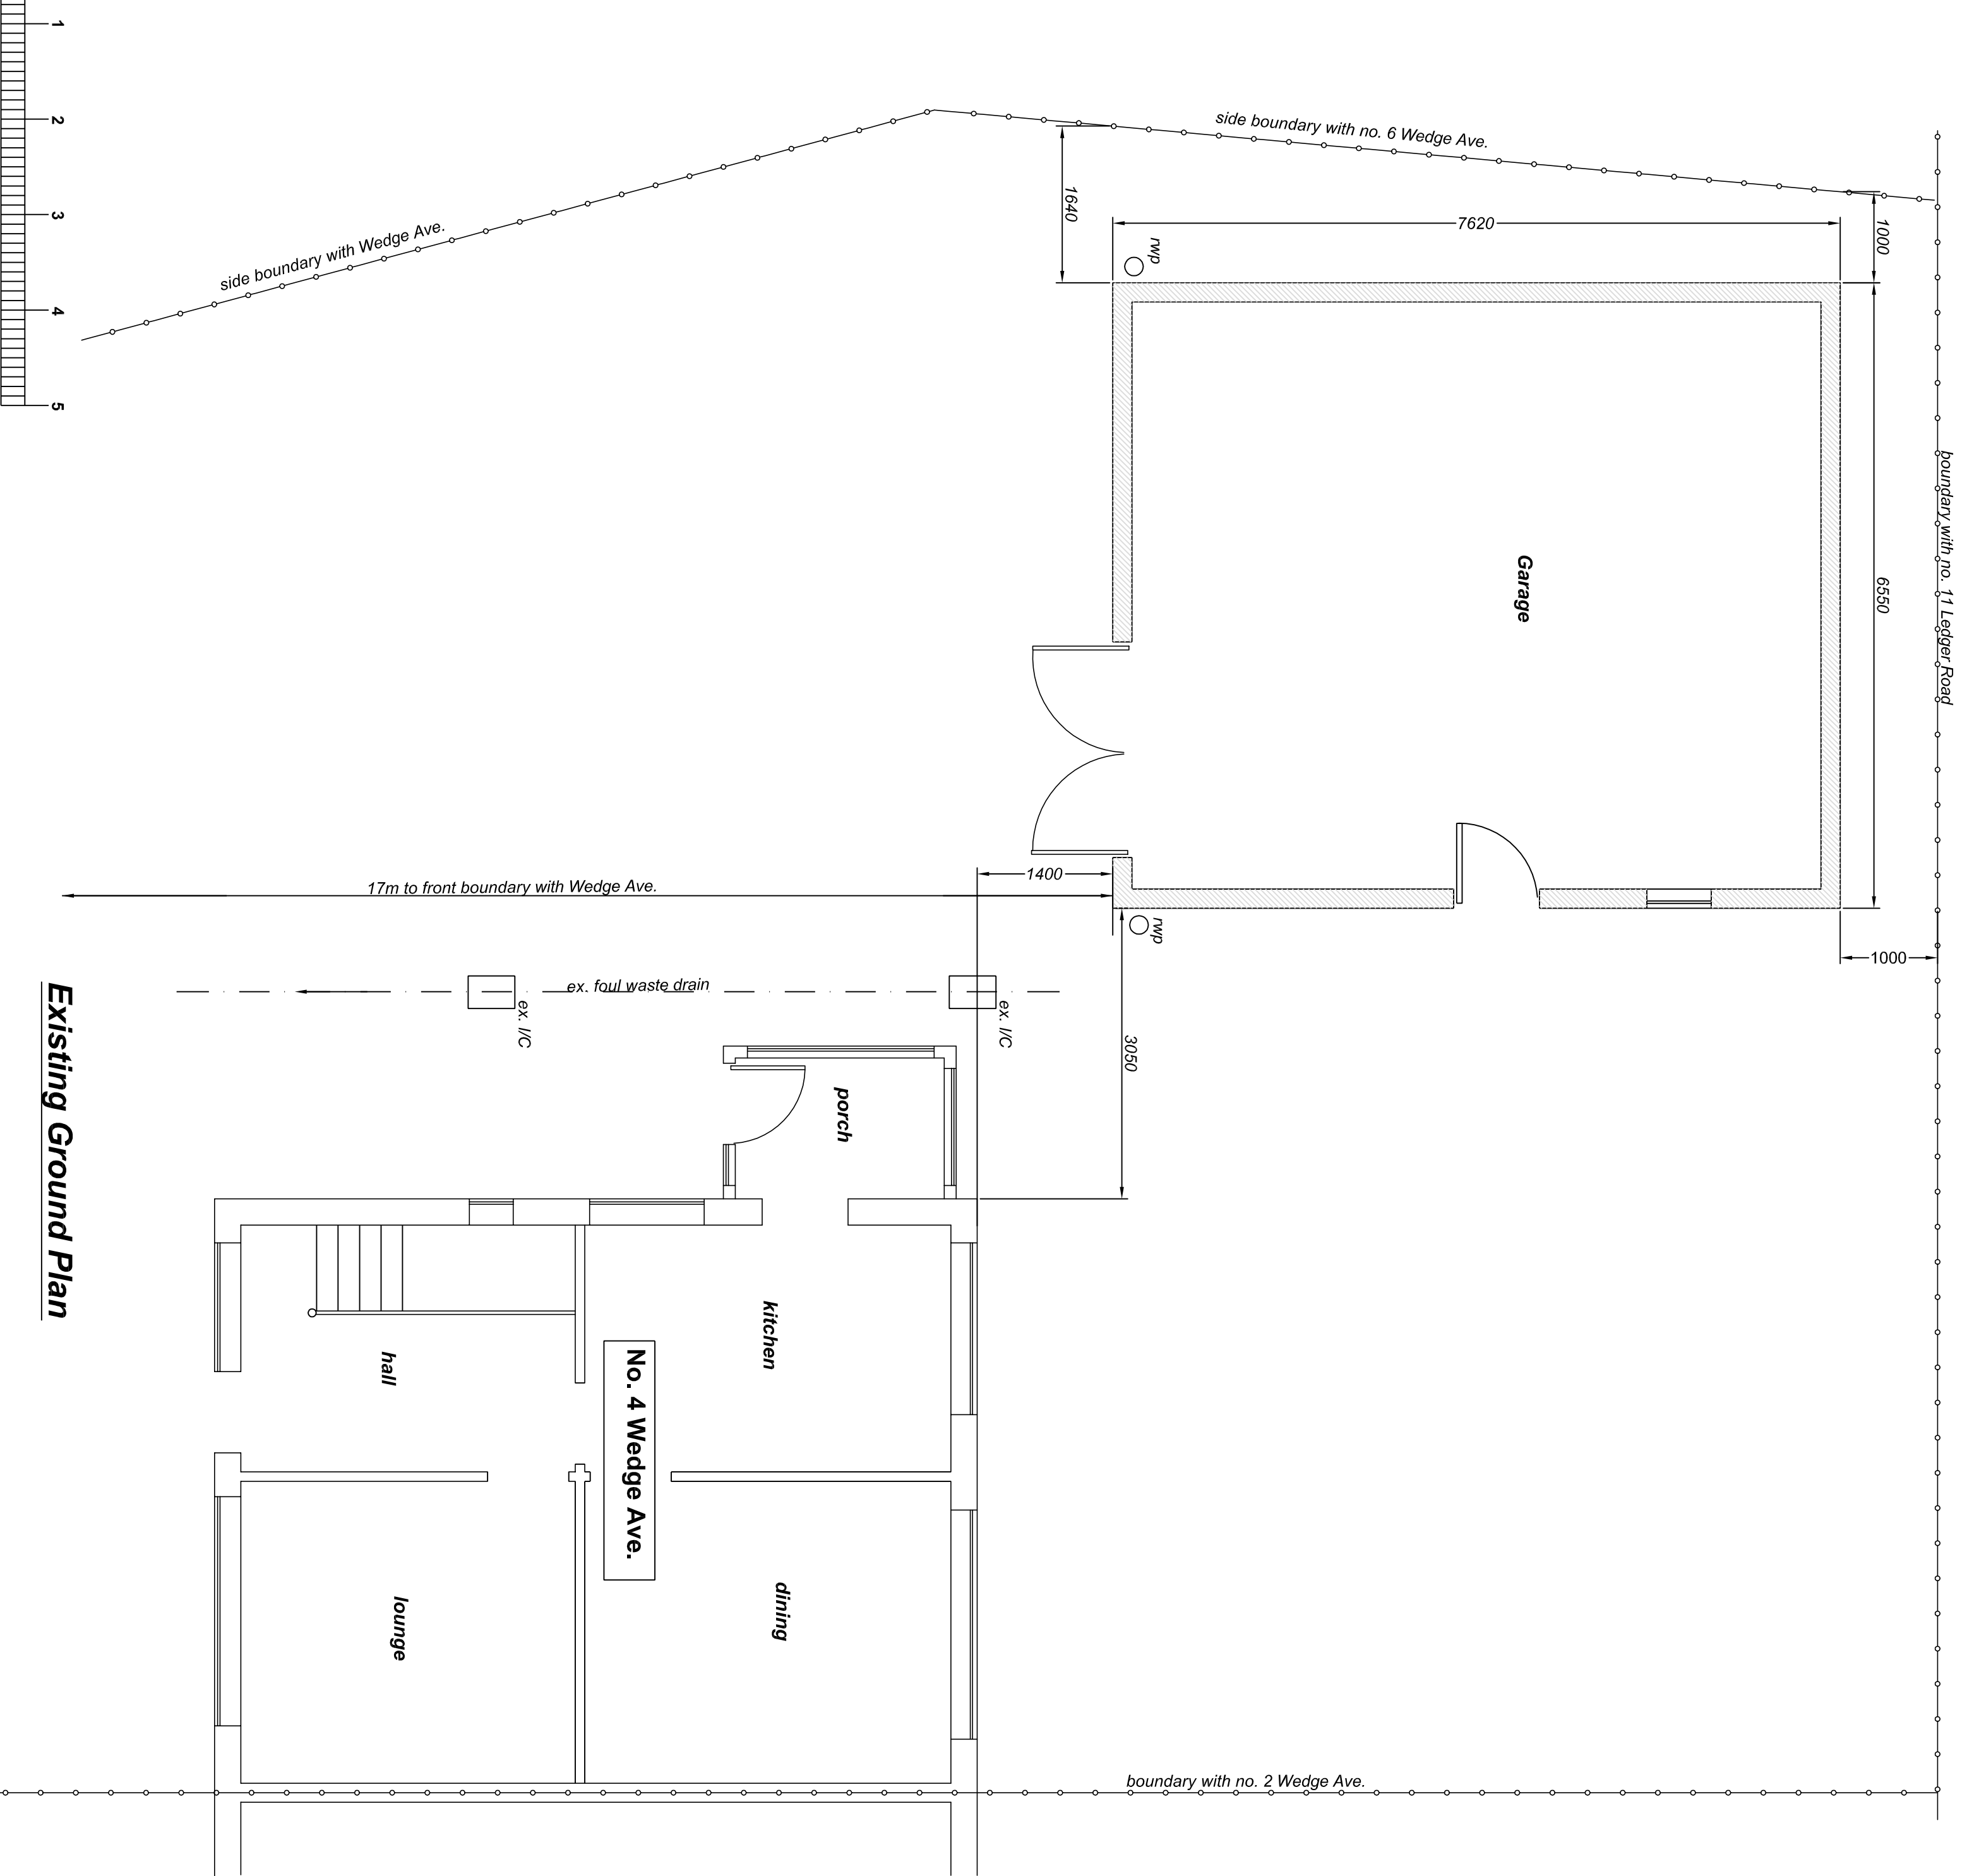 1
2
3
4
5
side boundary with Wedge Ave.
side boundary with no. 6 Wedge Ave.
1640
7620
1000
rwp
Garage
6550
boundary with no. 11 Ledger Road
17m to front boundary with Wedge Ave.
1400
rwp
1000
ex. foul waste drain
ex. I/C
ex. I/C
3050
porch
kitchen
hall
No. 4 Wedge Ave.
lounge
dining
boundary with no. 2 Wedge Ave.
Existing Ground Plan